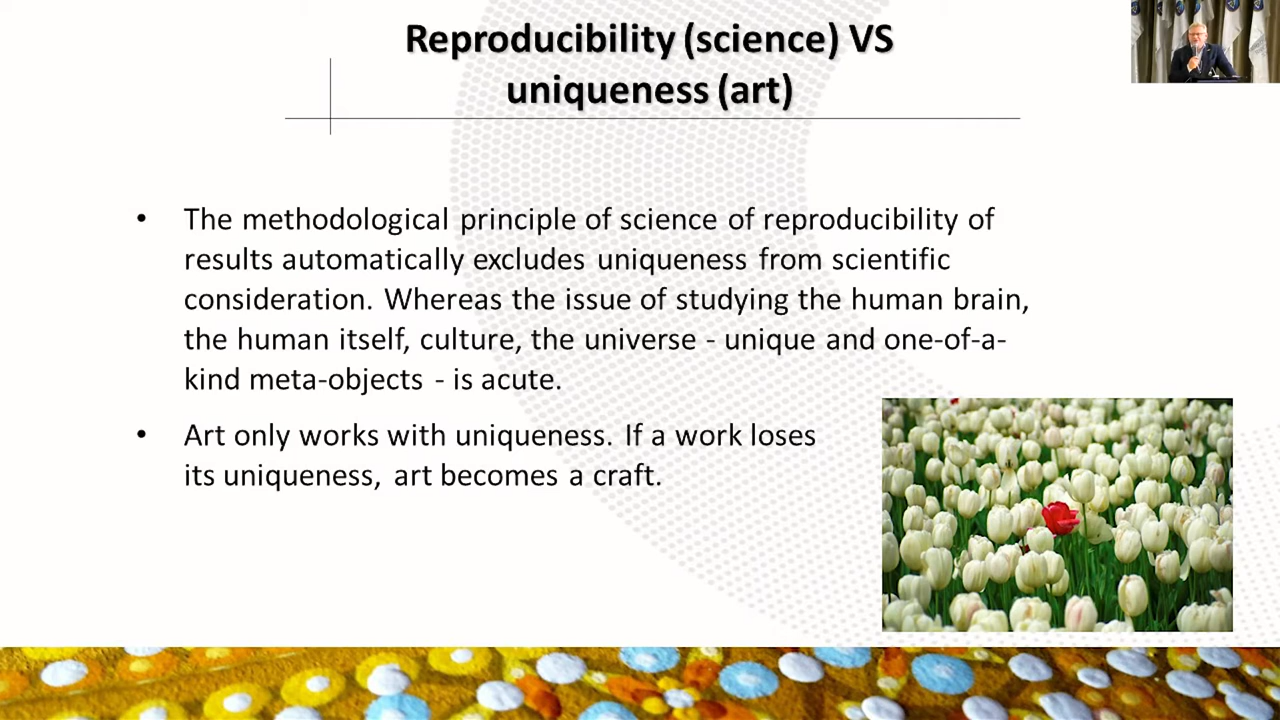 Reproducibility (science) VS
uniqueness (art)
• The methodological principle of science of reproducibility of
results automatically excludes uniqueness from scientific
consideration. Whereas the issue of studying the human brain,
the human itself, culture, the universe - unique and one-of-a-
kind meta-objects - is acute.
• Art only works with uniqueness. If a work loses
its uniqueness, art becomes a craft.